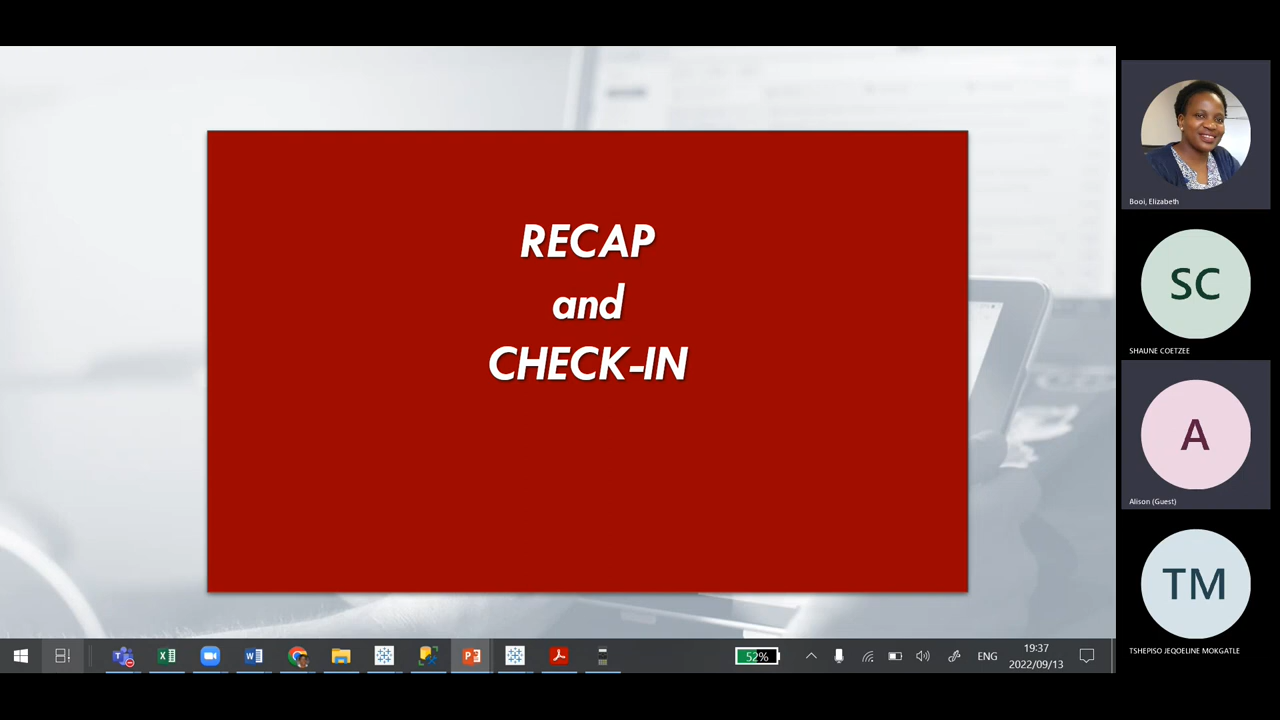 RECAP
and
CHECK-IN
Booi, Elizabeth
SC
SHAUNE COETZEE
A
Alison (Guest)
TM
TSHEPISO JEQOELINE MOKGATLE
52%
ENG
19:37
2022/09/13